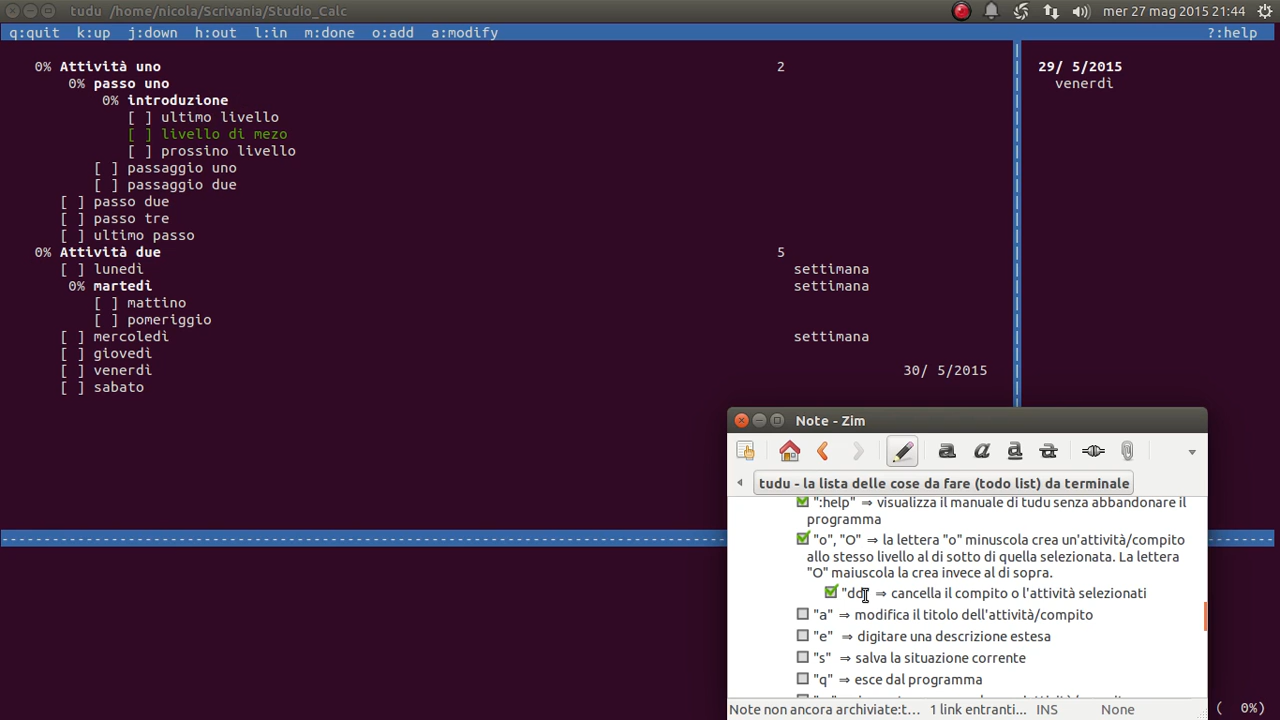 tudu /home/nicola/Scrivania/Studio_Calc
mer 27 mag 2015 21:44
q:quit k:up j:down h:out l:in m:done o:add a:modify ?:help
0% Attività uno 2
0% passo uno
0% introduzione
[ ] ultimo livello
[ ] livello di mezo
[ ] prossino livello
[ ] passaggio uno
[ ] passaggio due
[ ] passo due
[ ] passo tre
[ ] ultimo passo
0% Attività due 5
[ ] lunedì settimana
0% martedì settimana
[ ] mattino
[ ] pomeriggio
[ ] mercoledì settimana
[ ] giovedì
[ ] venerdì 30/ 5/2015
[ ] sabato
29/ 5/2015
venerdì
Note - Zim
tudu - la lista delle cose da fare (todo list) da terminale
":help" ⇒ visualizza il manuale di tudu senza abbandonare il
programma
"o", "O" ⇒ la lettera "o" minuscola crea un'attività/compito
allo stesso livello al di sotto di quella selezionata. La lettera
"O" maiuscola la crea invece al di sopra.
"dd" ⇒ cancella il compito o l'attività selezionati
"a" ⇒ modifica il titolo dell'attività/compito
"e" ⇒ digitare una descrizione estesa
"s" ⇒ salva la situazione corrente
"q" ⇒ esce dal programma
Note non ancora archiviate:t... 1 link entranti... INS None
( 0%)